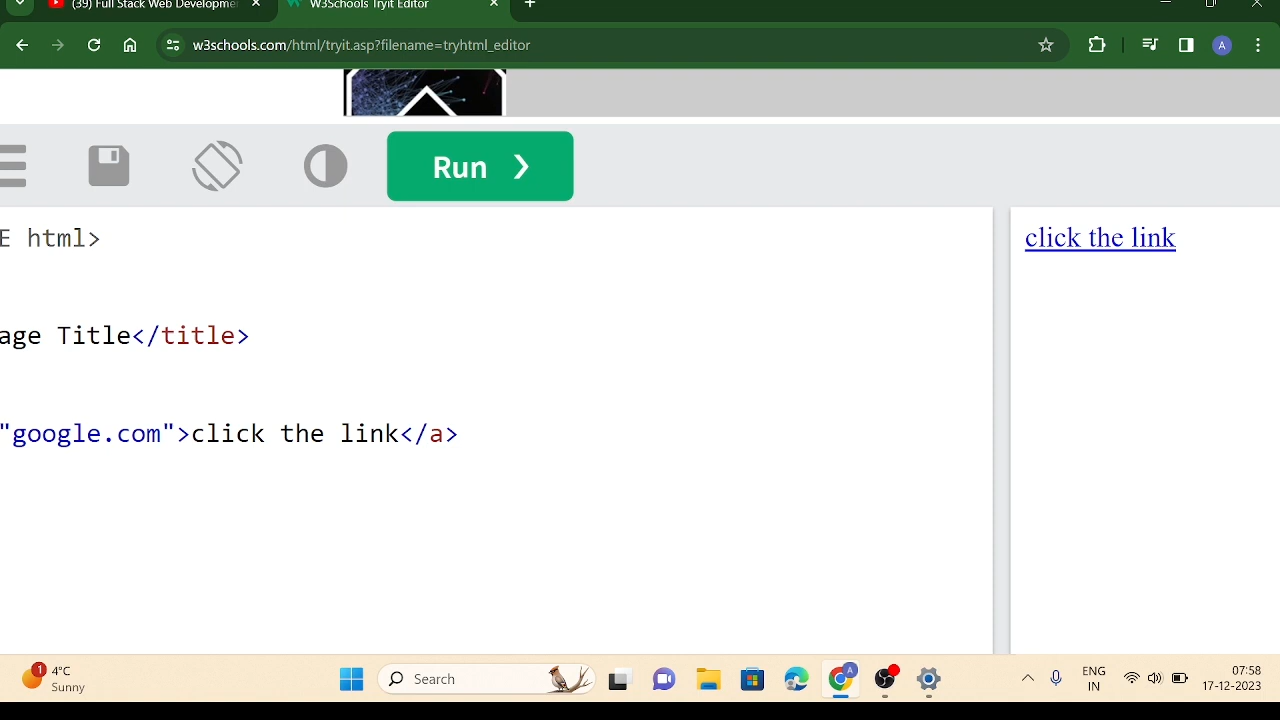 (39) Full Stack Web Developme
W3Schools Tryit Editor
w3schools.com/html/tryit.asp?filename=tryhtml_editor
A
Run ❯
E html>
click the link
age Title</title>
"google.com">click the link</a>
1
4°C
Sunny
Search
A
ENG
IN
07:58
17-12-2023